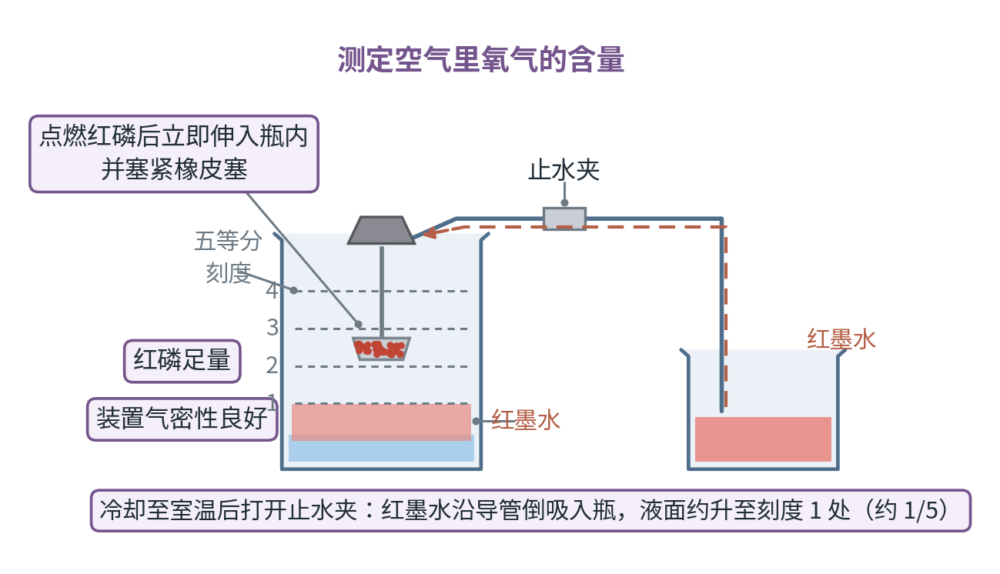 测定空气里氧气的含量
点燃红磷后立即伸入瓶内
并塞紧橡皮塞
止水夹
五等分
刻度
4
3
2
1
红磷足量
装置气密性良好
红墨水
红墨水
冷却至室温后打开止水夹：红墨水沿导管倒吸入瓶，液面约升至刻度 1 处（约 1/5）